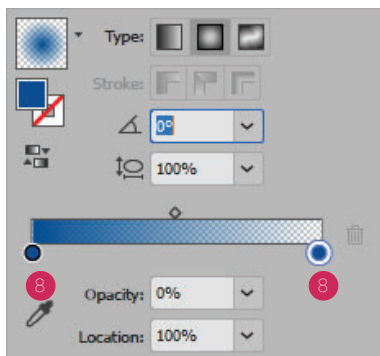 Type:
Stroke:
0°
100%
8 8
Opacity: 0%
Location: 100%